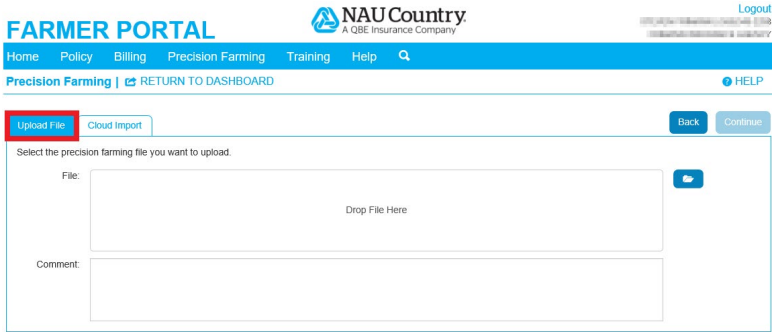 Logout
FARMER PORTAL
NAU Country®
A QBE Insurance Company
Home Policy Billing Precision Farming Training Help
Precision Farming | RETURN TO DASHBOARD
HELP
Upload File Cloud Import
Back Continue
Select the precision farming file you want to upload.
File:
Drop File Here
Comment: